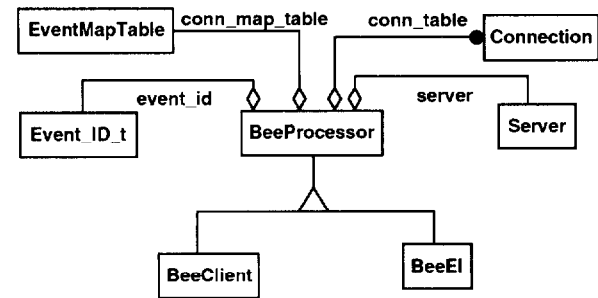 EventMapTable
conn_map_table
conn_table
Connection
event_id
server
Event_ID_t
BeeProcessor
Server
BeeClient
BeeEI